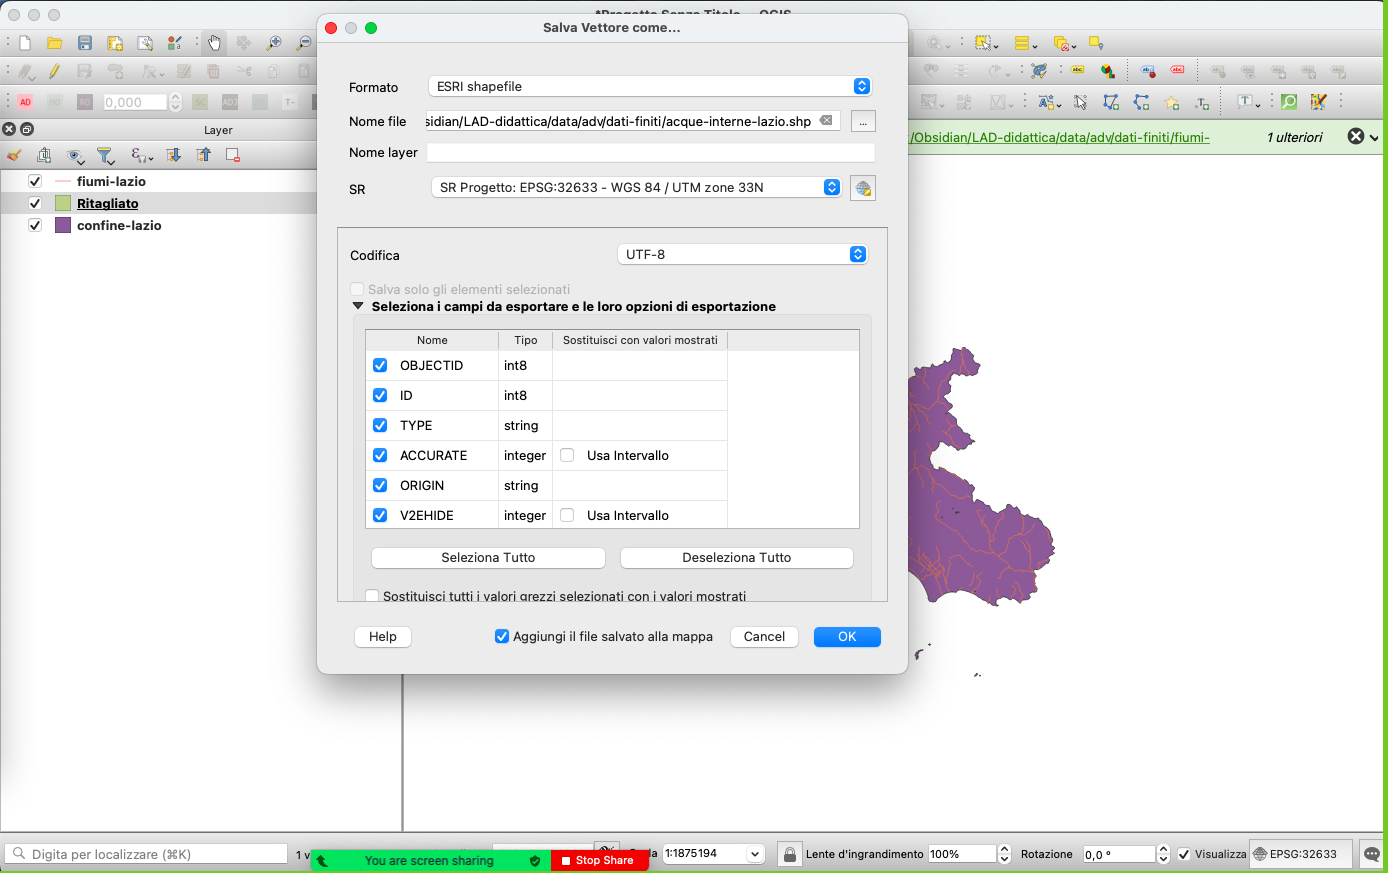 Salva Vettore come...
Formato
ESRI shapefile
Nome file
sidian/LAD-didattica/data/adv/dati-finiti/acque-interne-lazio.shp
...
Nome layer
SR
SR Progetto: EPSG:32633 - WGS 84 / UTM zone 33N
Codifica
UTF-8
Salva solo gli elementi selezionati
Seleziona i campi da esportare e le loro opzioni di esportazione
Nome Tipo Sostituisci con valori mostrati
OBJECTID int8
ID int8
TYPE string
ACCURATE integer Usa Intervallo
ORIGIN string
V2EHIDE integer Usa Intervallo
Seleziona Tutto Deseleziona Tutto
Sostituisci tutti i valori grezzi selezionati con i valori mostrati
Help Aggiungi il file salvato alla mappa Cancel OK
AD MO RO 0,000 SC ADJ T-
Layer
fiumi-lazio
Ritagliato
confine-lazio
/Obsidian/LAD-didattica/data/adv/dati-finiti/fiumi- 1 ulteriori
Digita per localizzare (⌘K)
You are screen sharing Stop Share
1:1875194
Lente d'ingrandimento 100%
Rotazione 0,0 °
Visualizza
EPSG:32633